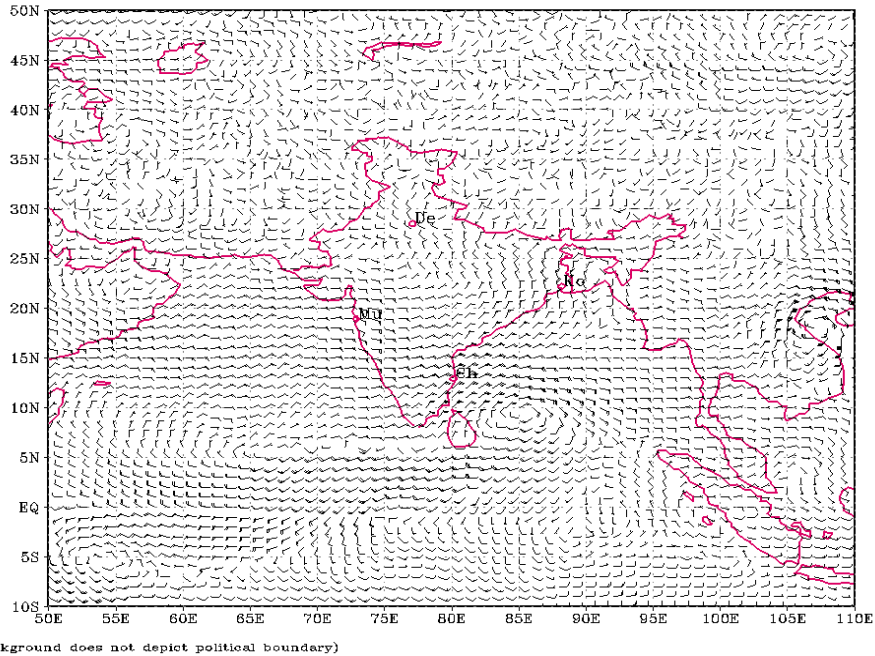 50N
45N
40N
35N
30N
25N
20N
15N
10N
5N
EQ
5S
10S
De
Ko
Mu
Ch
50E 55E 60E 65E 70E 75E 80E 85E 90E 95E 100E 105E 110E
kground does not depict political boundary)